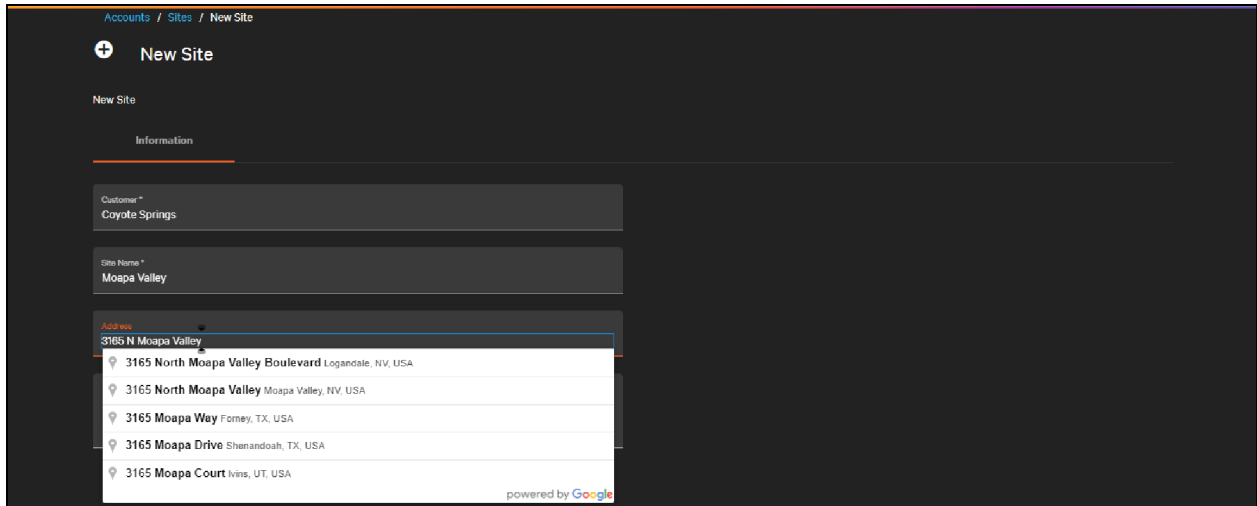 Accounts / Sites / New Site
New Site
New Site
Information
Customer *
Coyote Springs
Site Name *
Moapa Valley
Address
3165 N Moapa Valley
3165 North Moapa Valley Boulevard Logandale, NV, USA
3165 North Moapa Valley Moapa Valley, NV, USA
3165 Moapa Way Forney, TX, USA
3165 Moapa Drive Shenandoah, TX, USA
3165 Moapa Court Ivins, UT, USA
powered by Google